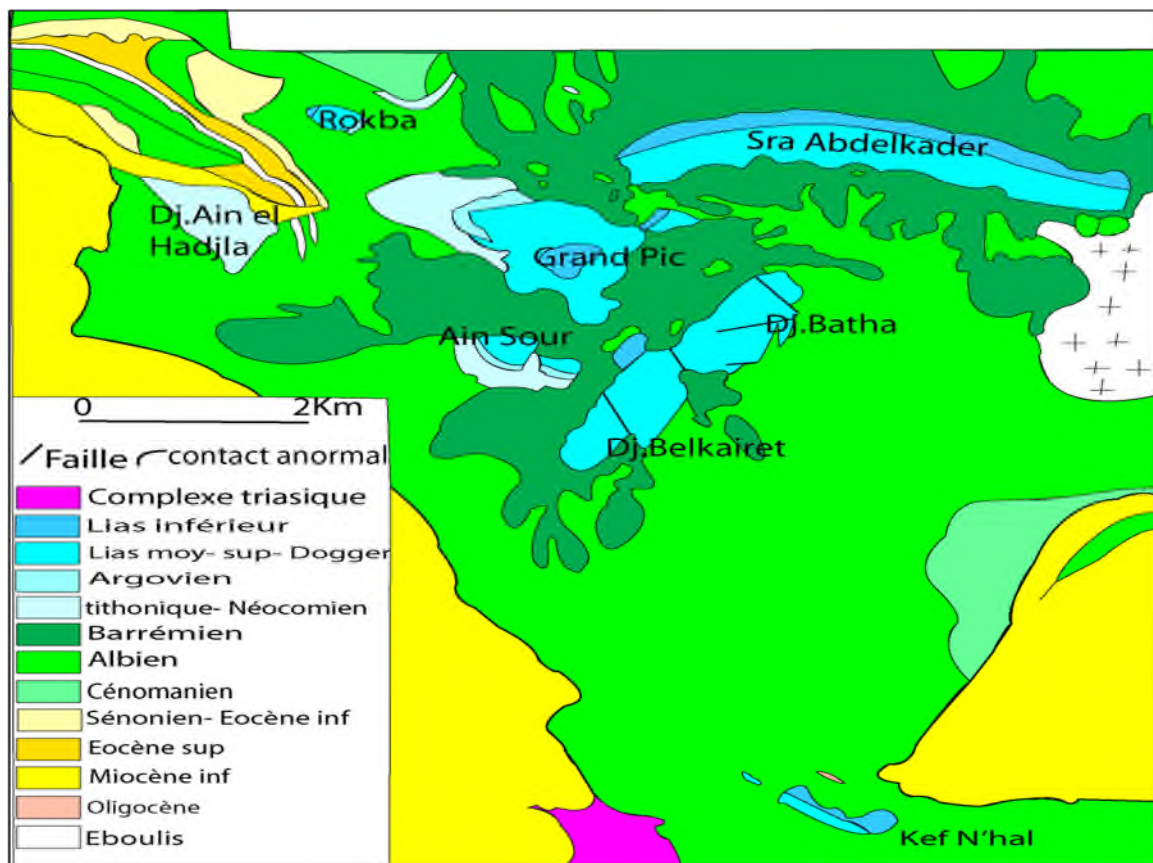 Rokba
Sra Abdelkader
Dj.Ain el
Hadjla
Grand Pic
Ain Sour
Dj.Batha
Dj.Belkairet
0 2Km
Faille contact anormal
Complexe triasique
Lias inférieur
Lias moy- sup- Dogger
Argovien
tithonique- Néocomien
Barrémien
Albien
Cénomanien
Sénonien- Eocène inf
Eocène sup
Miocène inf
Oligocène
Eboulis
Kef N'hal